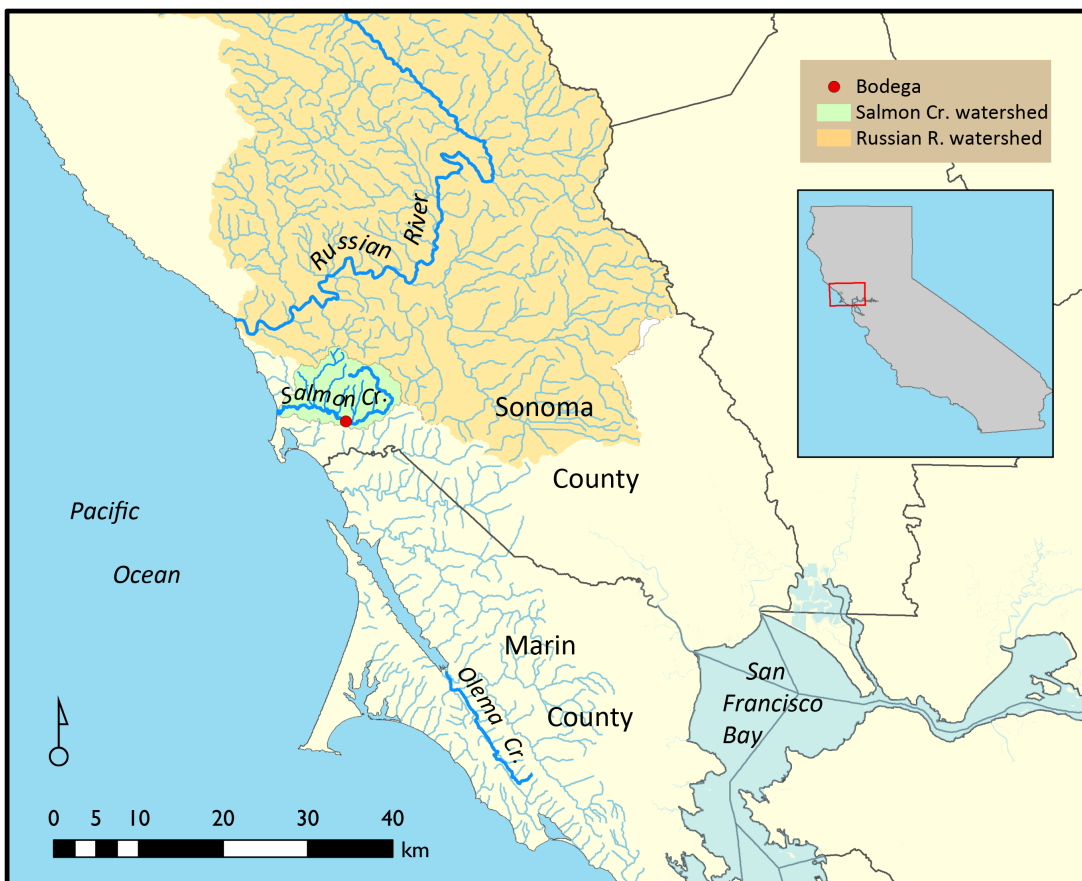 Bodega
Salmon Cr. watershed
Russian R. watershed
Russian River
Salmon Cr.
Sonoma
County
Pacific
Ocean
Marin
County
Olema Cr.
San
Francisco
Bay
0 5 10 20 30 40
km